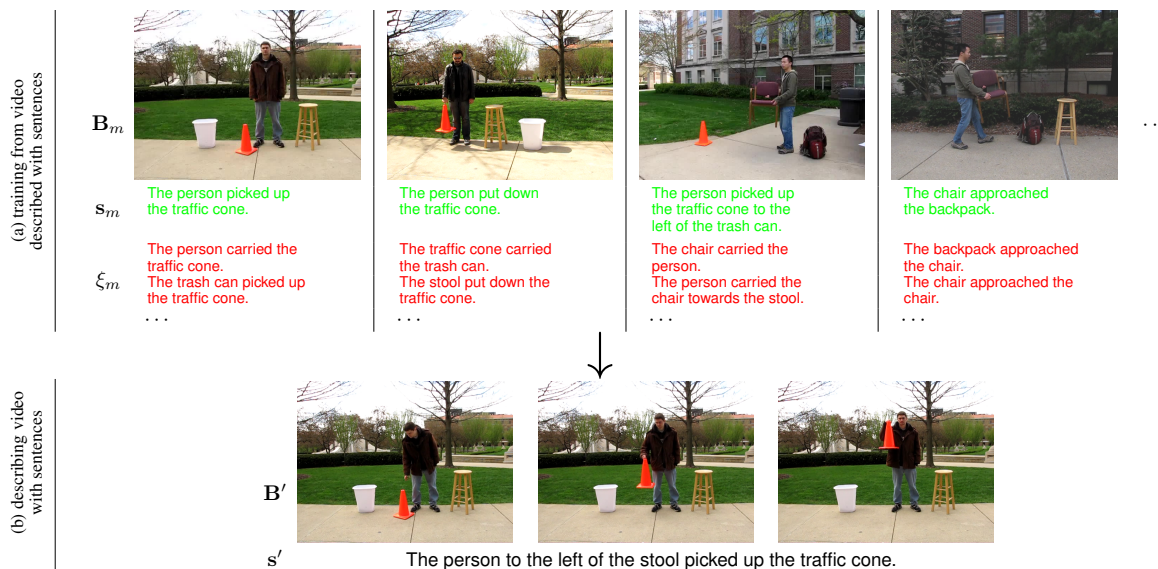 (a) training from video
described with sentences
B_m
. .
s_m
The person picked up
the traffic cone.
The person put down
the traffic cone.
The person picked up
the traffic cone to the
left of the trash can.
The chair approached
the backpack.
ξ_m
The person carried the
traffic cone.
The trash can picked up
the traffic cone.
. . .
The traffic cone carried
the trash can.
The stool put down the
traffic cone.
. . .
The chair carried the
person.
The person carried the
chair towards the stool.
. . .
The backpack approached
the chair.
The chair approached the
chair.
. . .
(b) describing video
with sentences
B′
s′
The person to the left of the stool picked up the traffic cone.